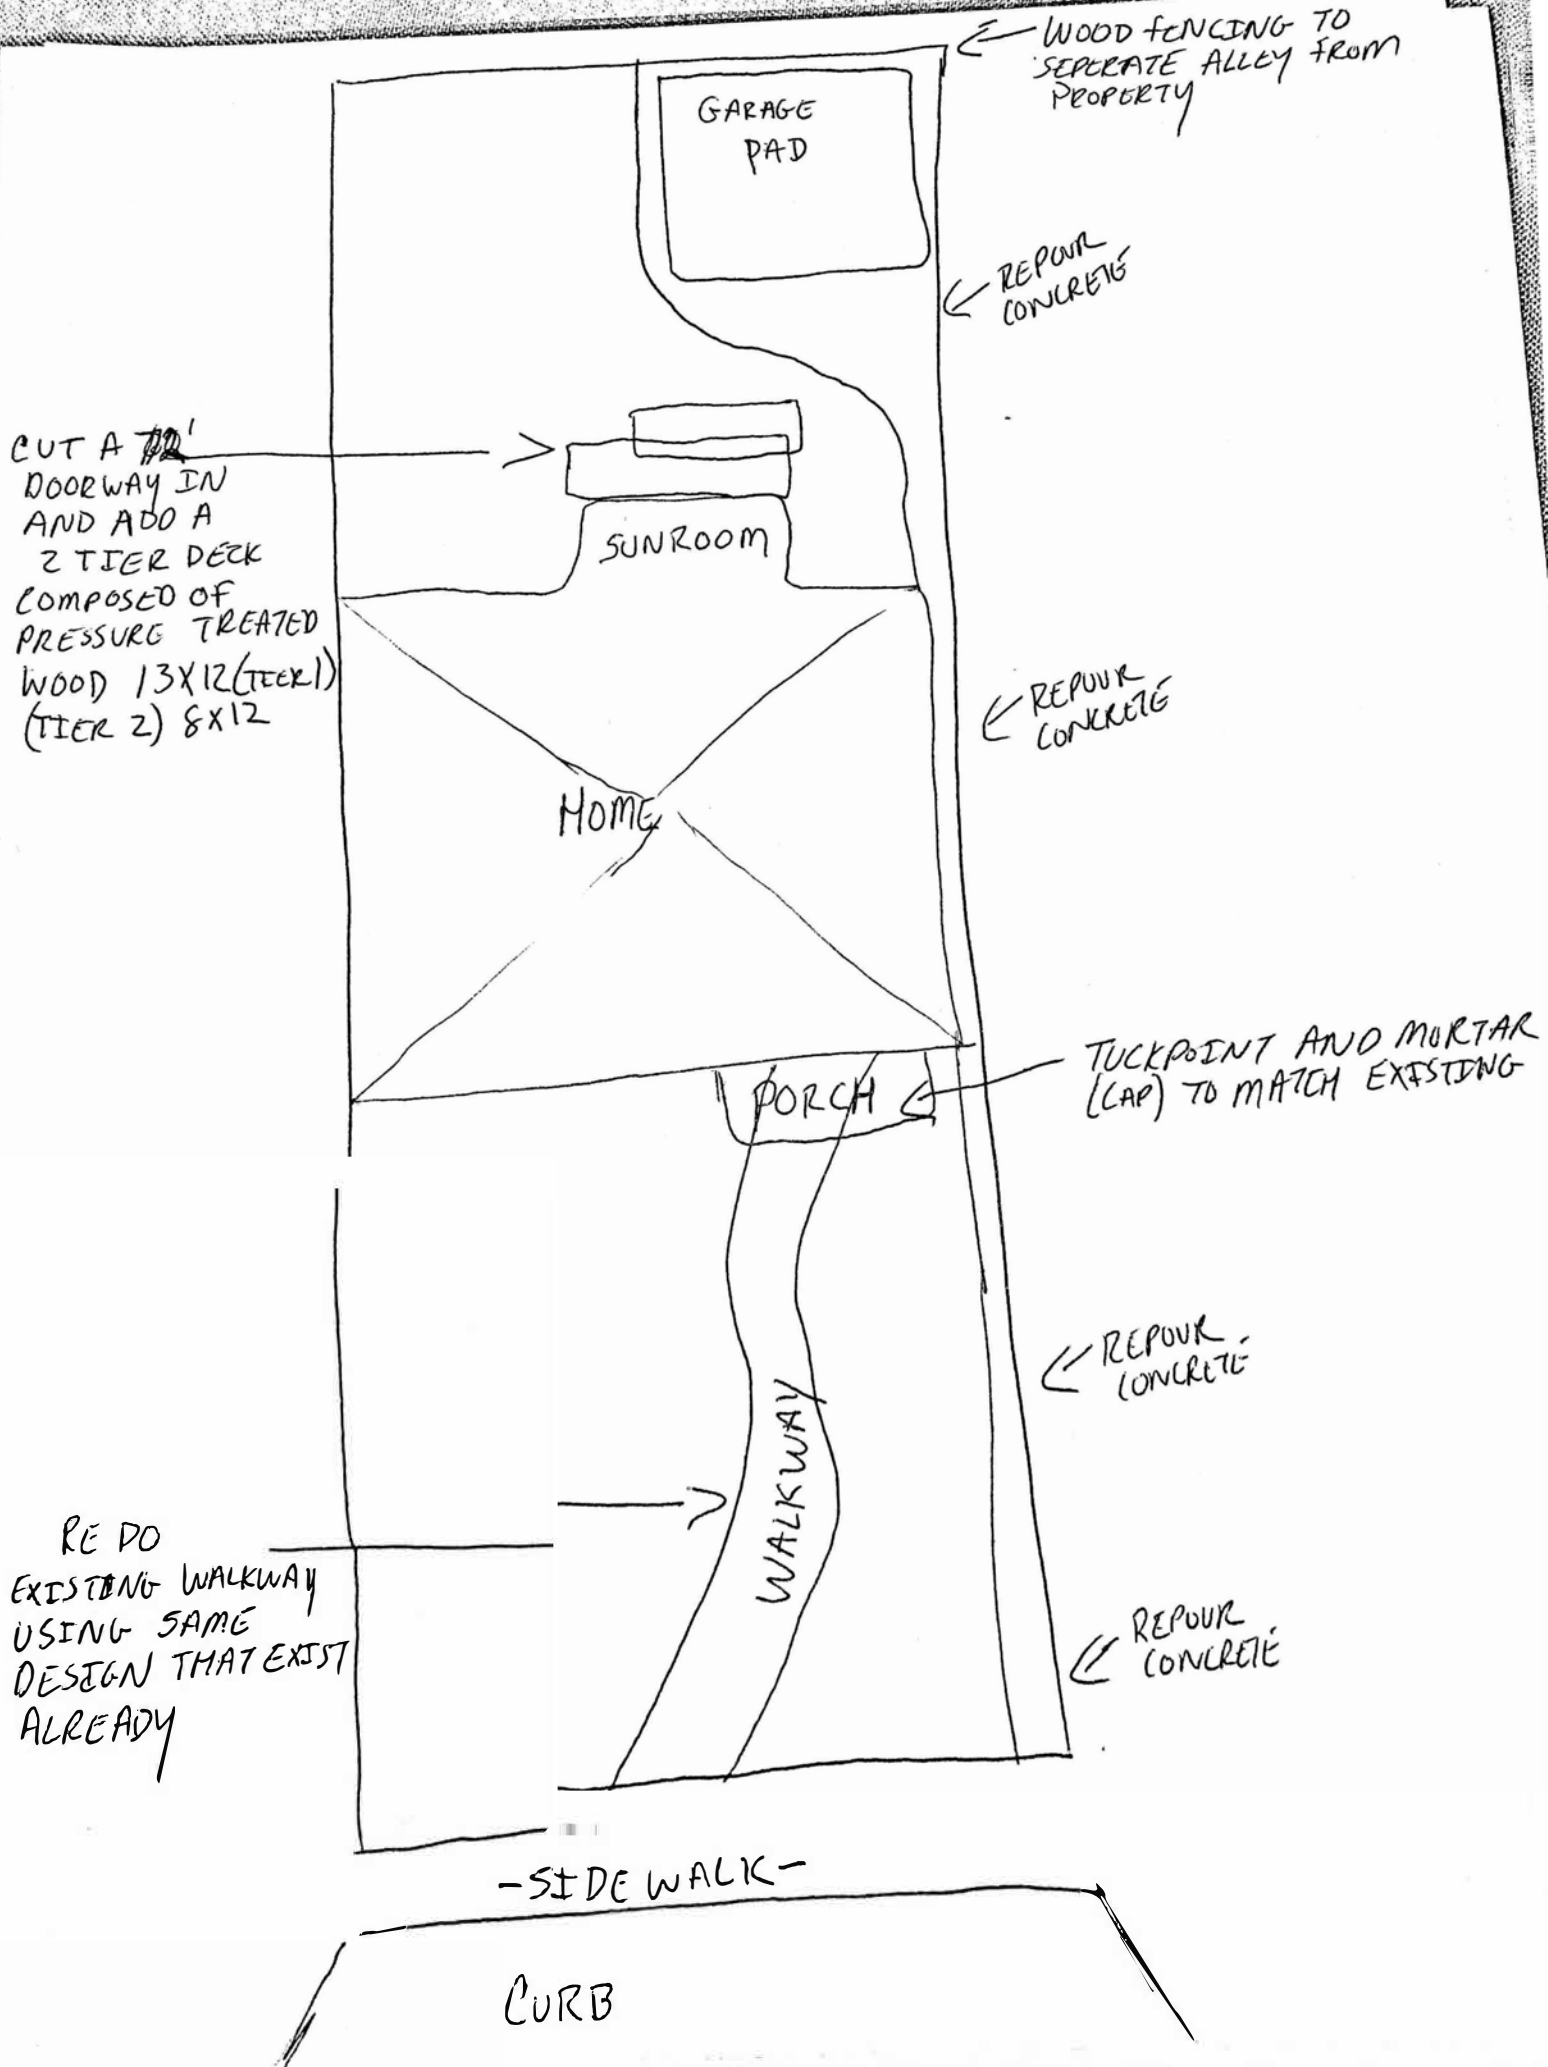 WOOD FENCING TO
SEPERATE ALLEY FROM
PROPERTY
GARAGE
PAD
REPOUR
CONCRETE
CUT A
DOORWAY IN
AND ADD A
2 TIER DECK
COMPOSED OF
PRESSURE TREATED
WOOD 13X12 (TIER 1)
(TIER 2) 8X12
SUNROOM
REPOUR
CONCRETE
HOME
TUCKPOINT AND MORTAR
(CAP) TO MATCH EXISTING
PORCH
REPOUR
CONCRETE
WALKWAY
RE DO
EXISTING WALKWAY
USING SAME
DESIGN THAT EXIST
ALREADY
REPOUR
CONCRETE
-SIDEWALK-
CURB